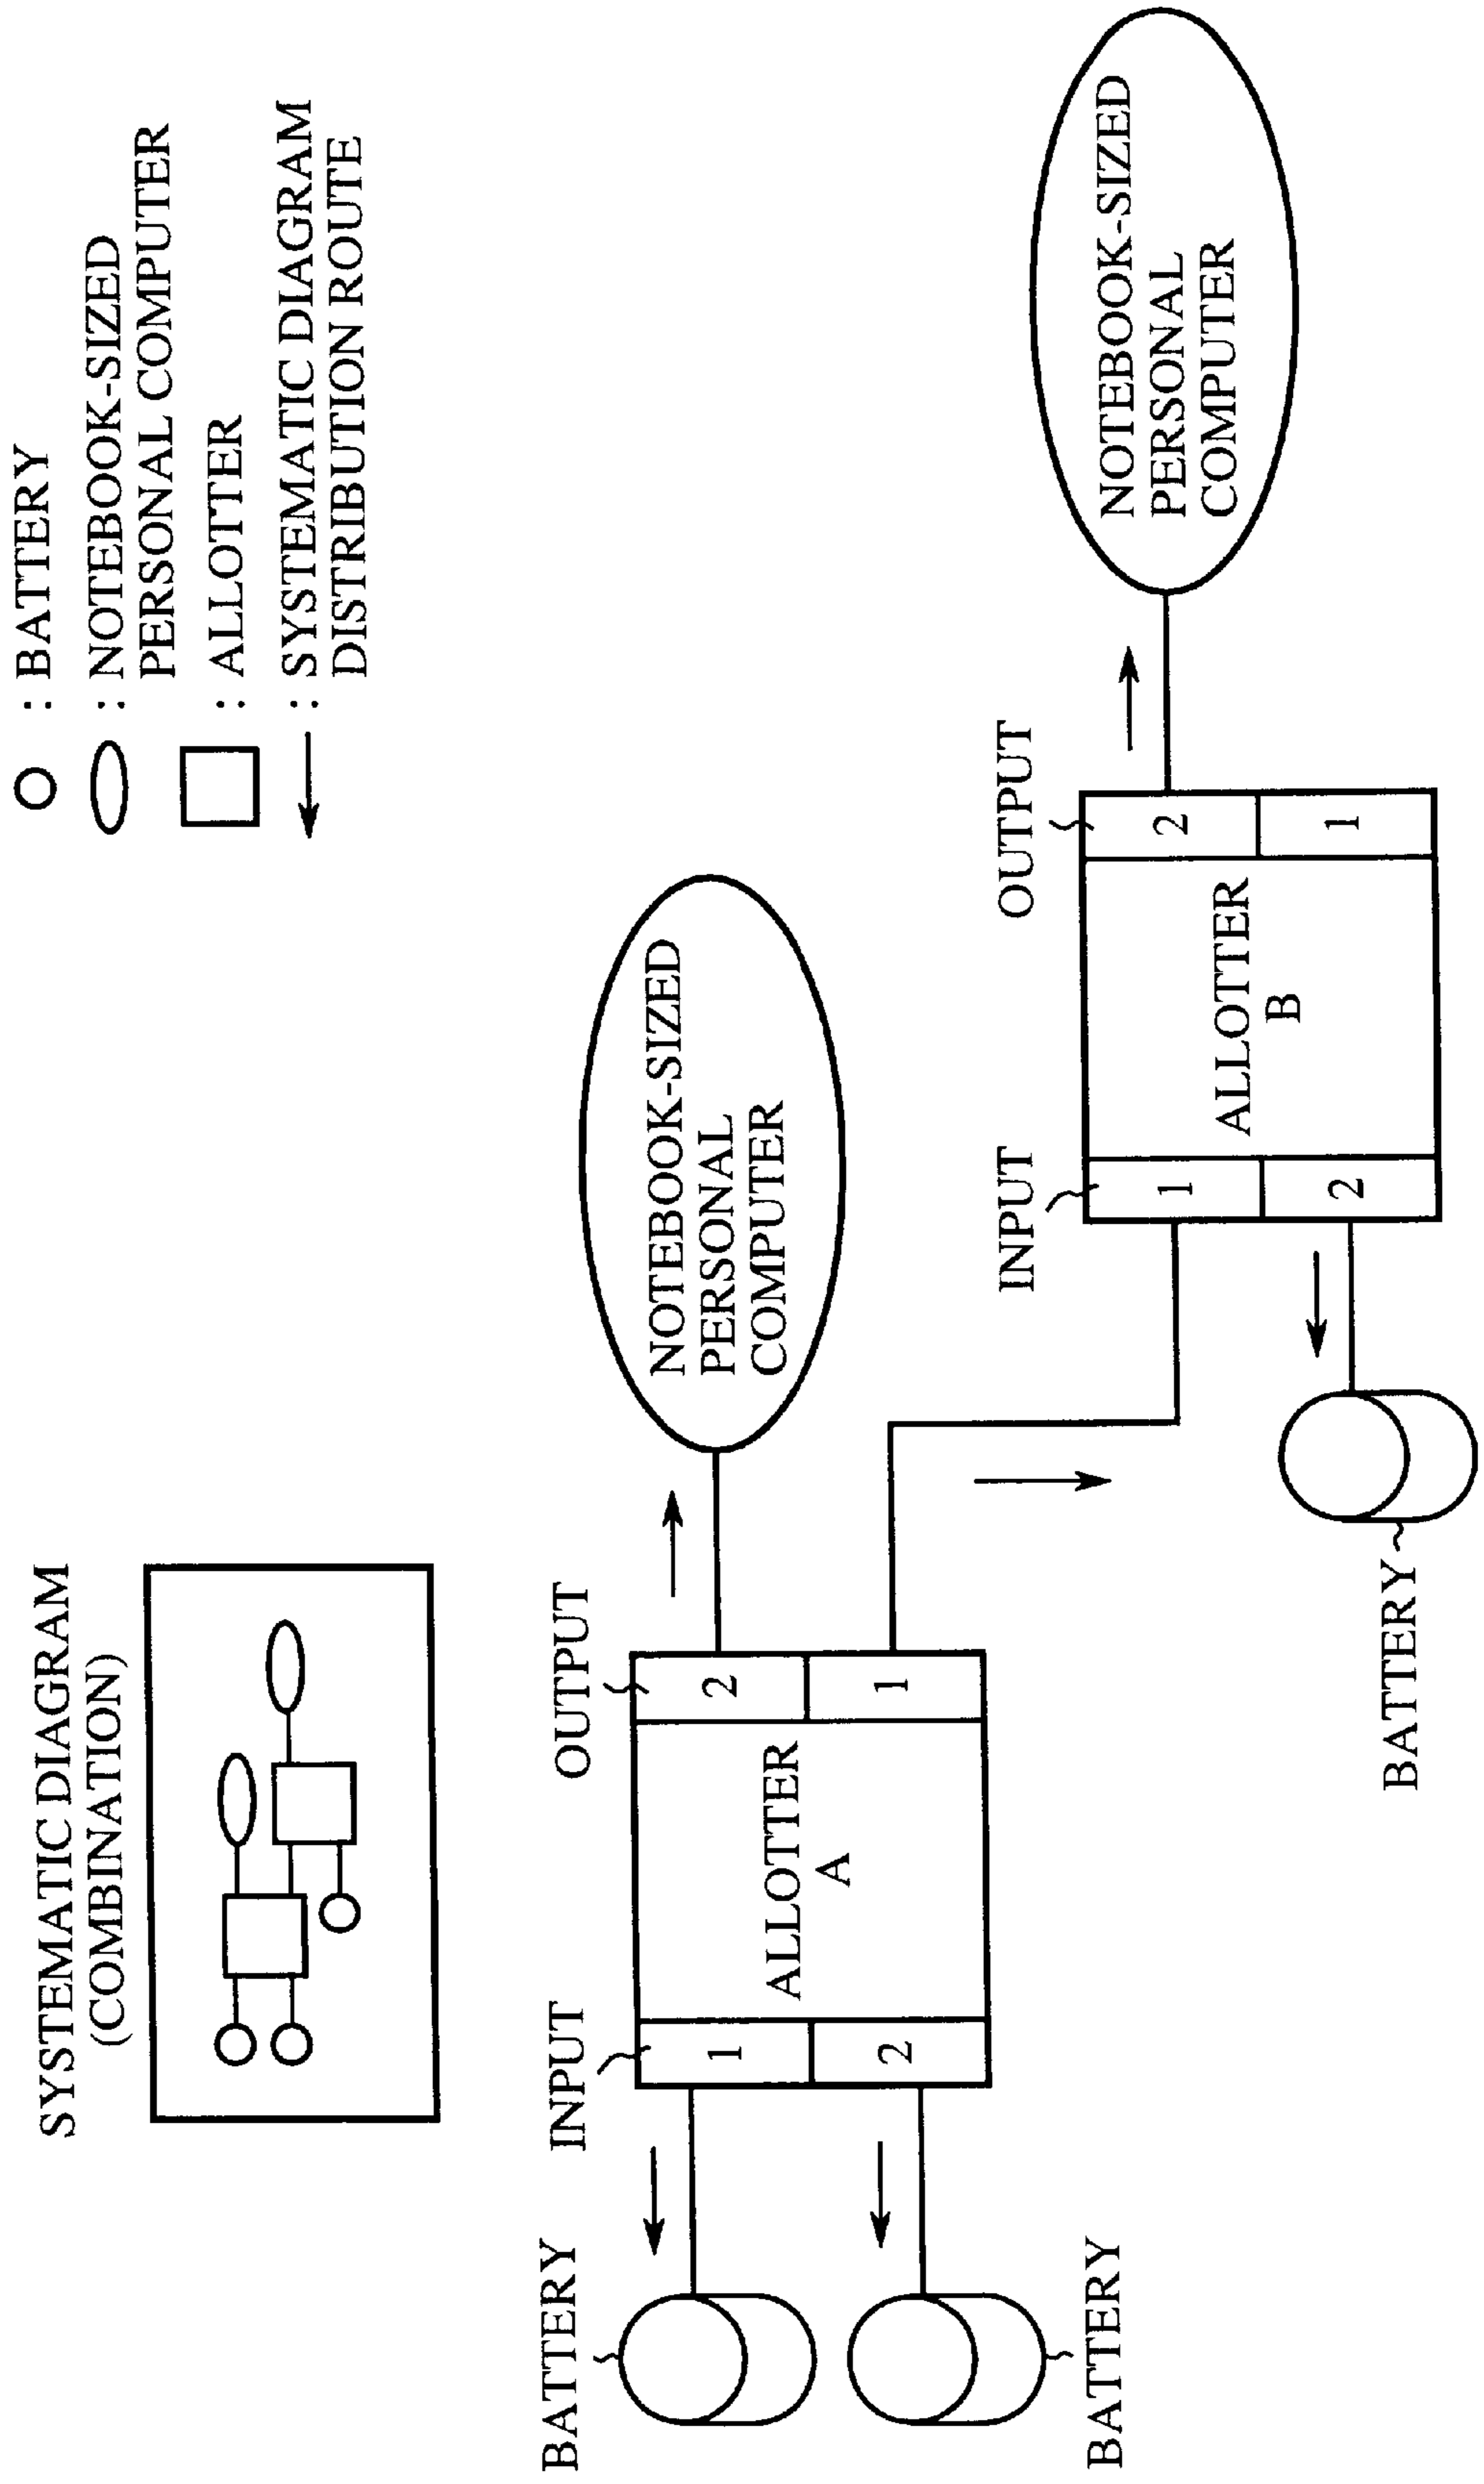 SYSTEMATIC DIAGRAM
(COMBINATION)
: BATTERY
: NOTEBOOK-SIZED
PERSONAL COMPUTER
: ALLOTTER
: SYSTEMATIC DIAGRAM
DISTRIBUTION ROUTE
BATTERY
INPUT
OUTPUT
1
2
ALLOTTER
A
2
1
NOTEBOOK-SIZED
PERSONAL
COMPUTER
BATTERY
INPUT
OUTPUT
1
2
ALLOTTER
B
2
1
NOTEBOOK-SIZED
PERSONAL
COMPUTER
BATTERY